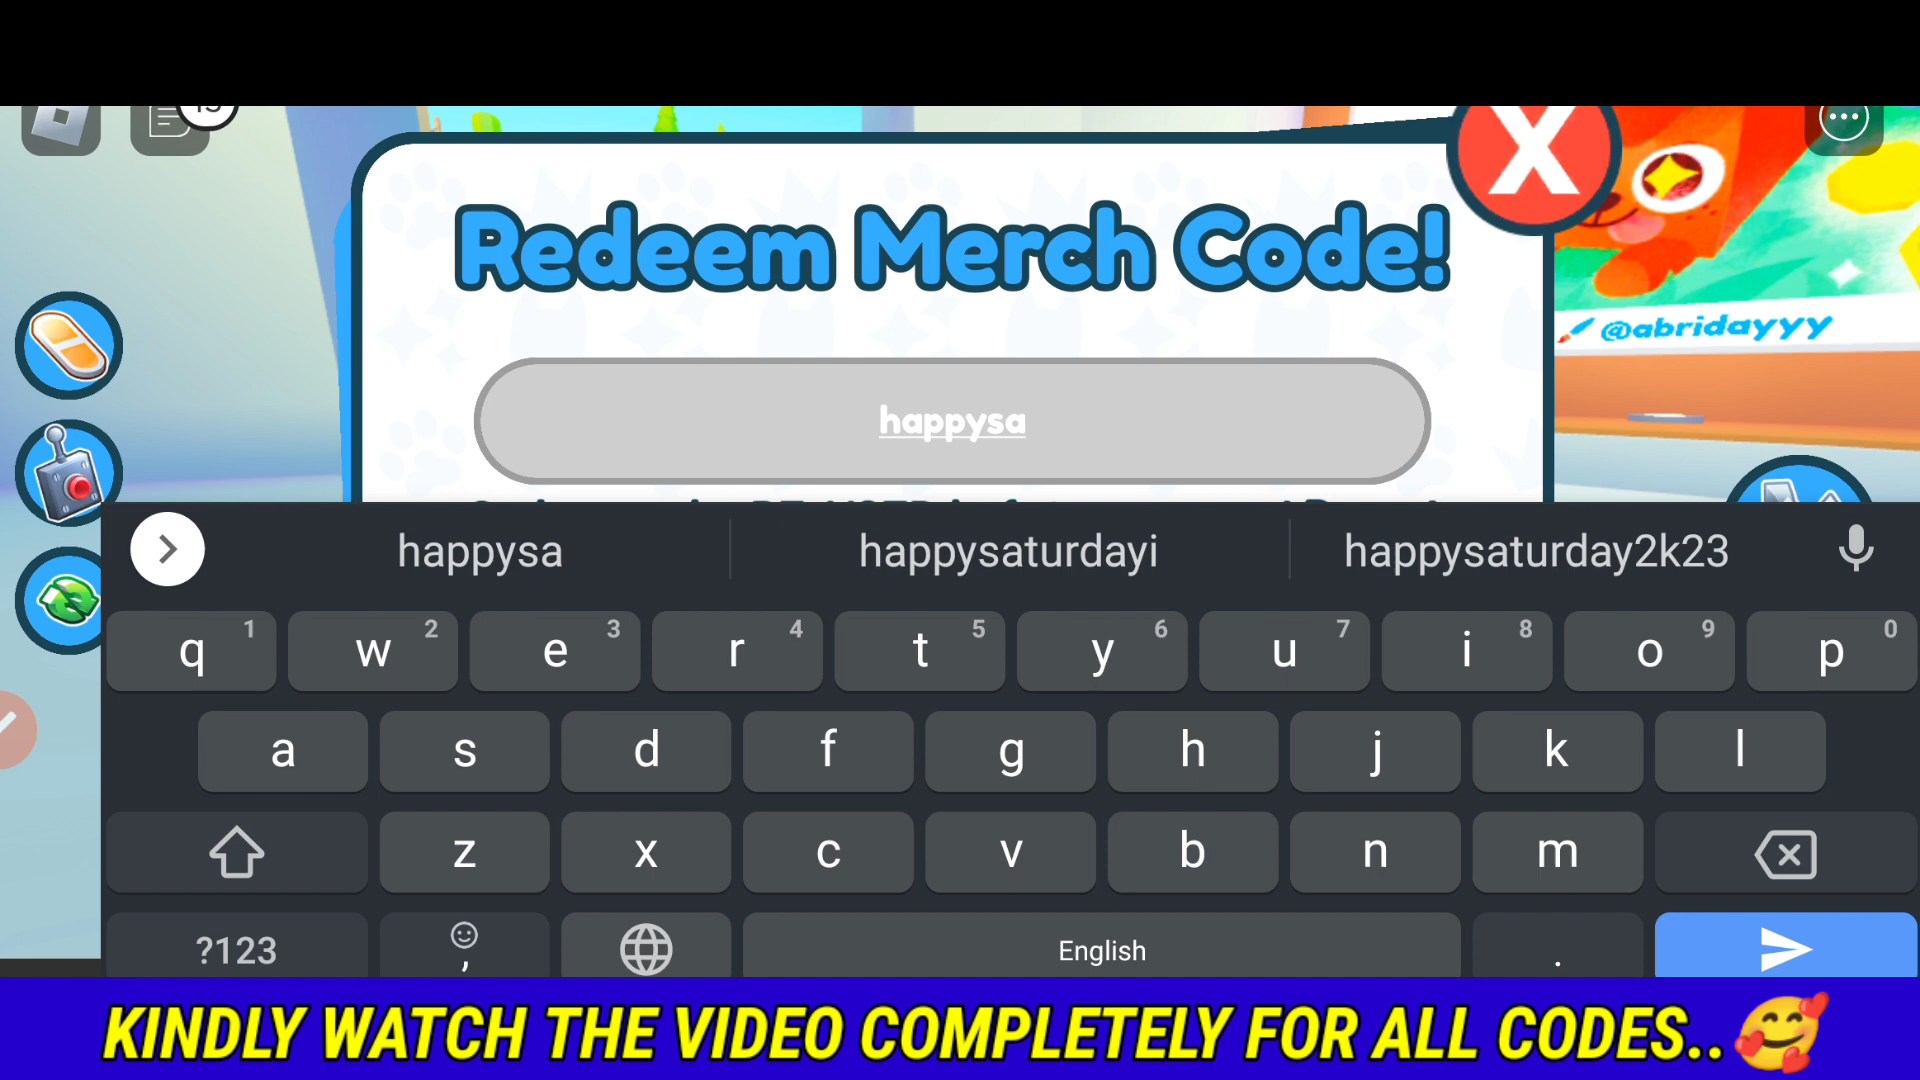 Redeem Merch Code!
@abridayyy
happysa
happysa happysaturdayi happysaturday2k23
q 1 w 2 e 3 r 4 t 5 y 6 u 7 i 8 o 9 p 0
a s d f g h j k l
z x c v b n m
?123 , English .
KINDLY WATCH THE VIDEO COMPLETELY FOR ALL CODES..